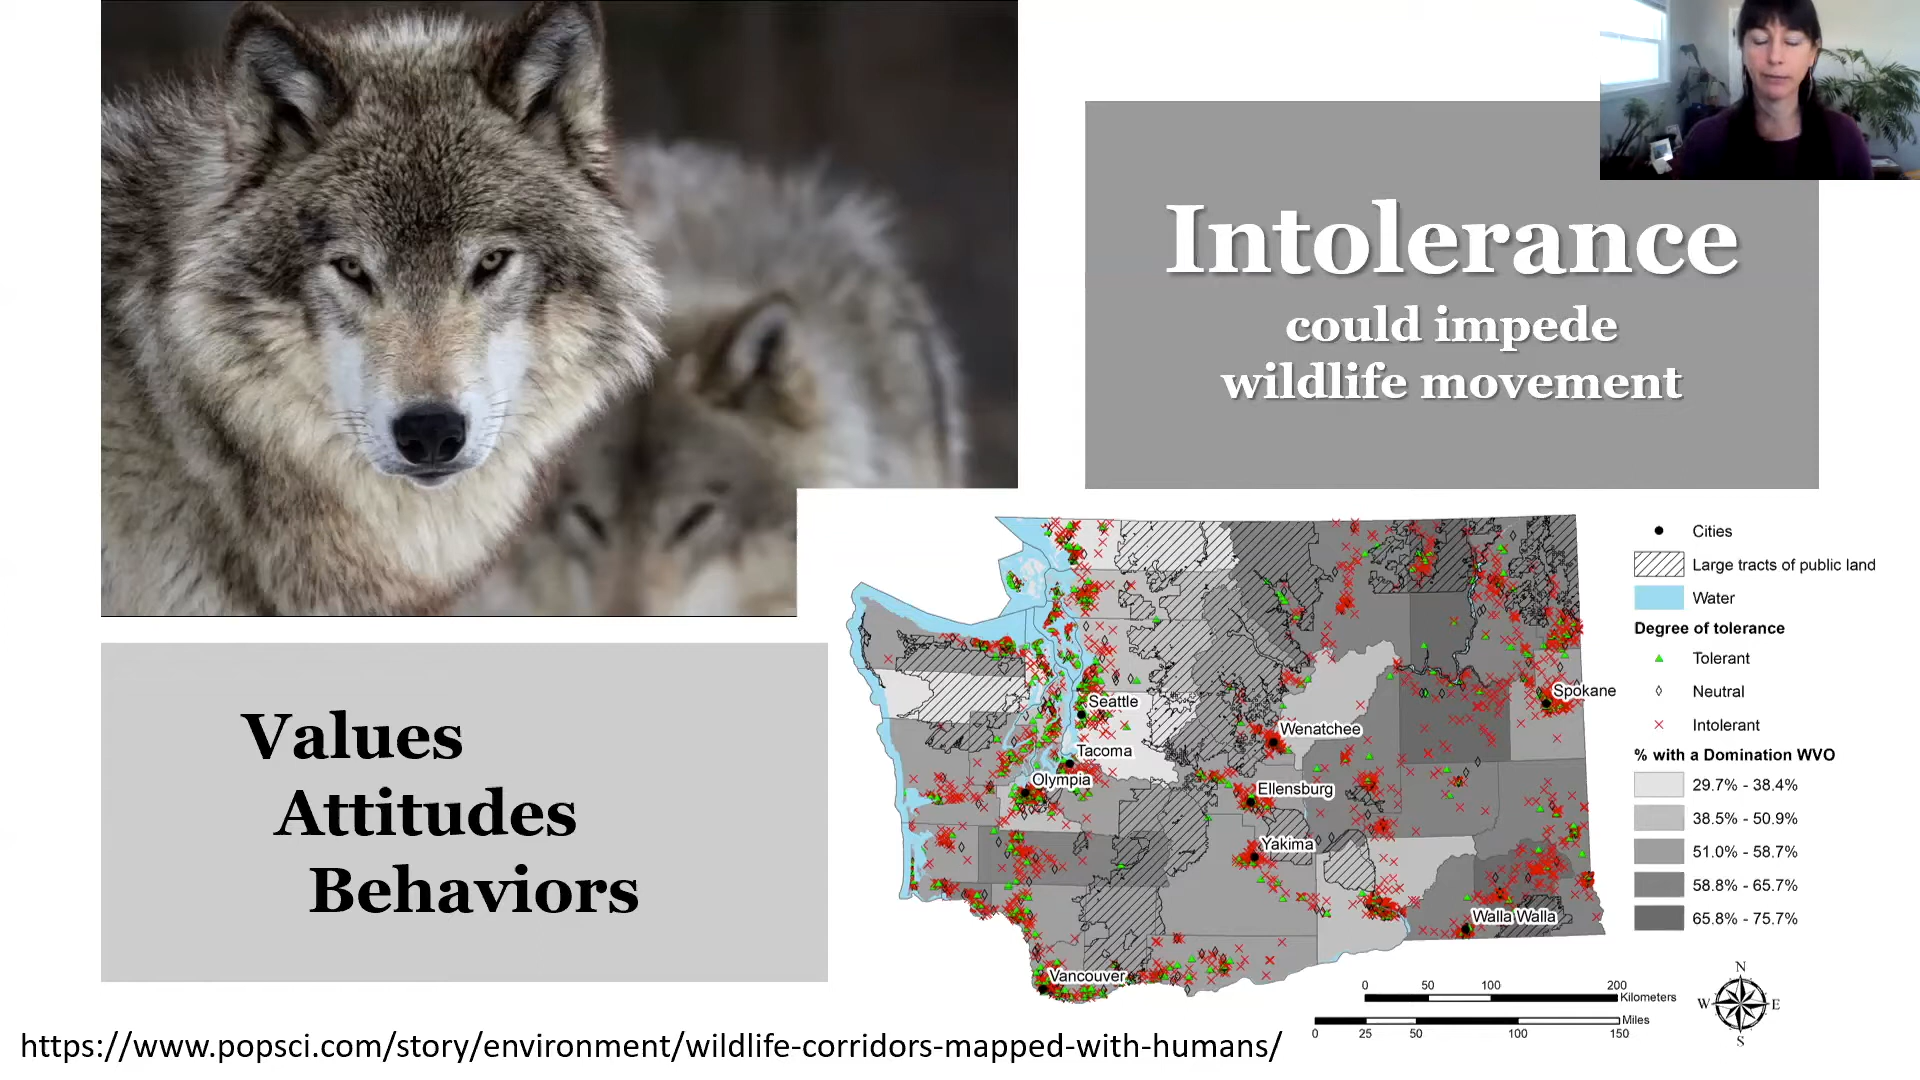 Intolerance
could impede
wildlife movement
Values
Attitudes
Behaviors
Seattle
Tacoma
Olympia
Wenatchee
Ellensburg
Yakima
Spokane
Walla Walla
Vancouver
Cities
Large tracts of public land
Water
Degree of tolerance
Tolerant
Neutral
Intolerant
% with a Domination WVO
29.7% - 38.4%
38.5% - 50.9%
51.0% - 58.7%
58.8% - 65.7%
65.8% - 75.7%
0 50 100 200
Kilometers
Miles
0 25 50 100 150
N
W E
S
https://www.popsci.com/story/environment/wildlife-corridors-mapped-with-humans/